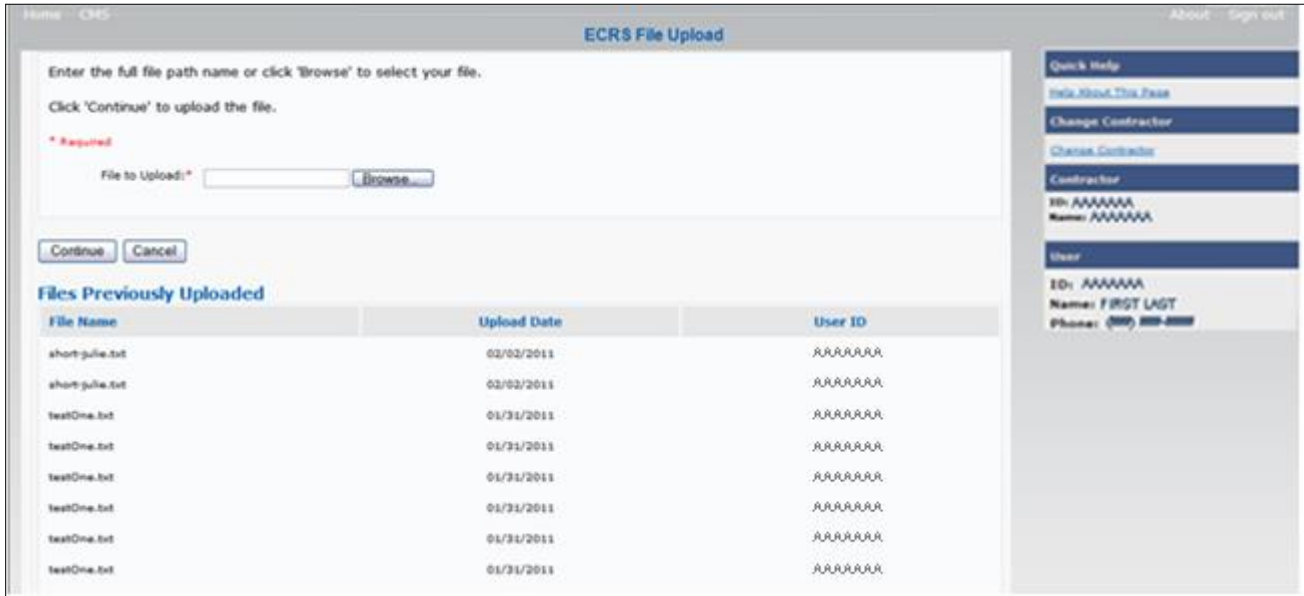 Home CMS About Sign out
ECRS File Upload
Enter the full file path name or click 'Browse' to select your file.
Click 'Continue' to upload the file.
* Required
File to Upload:* Browse...
Continue Cancel
Files Previously Uploaded
File Name Upload Date User ID
short-julie.txt 02/02/2011 AAAAAAA
short-julie.txt 02/02/2011 AAAAAAA
testOne.txt 01/31/2011 AAAAAAA
testOne.txt 01/31/2011 AAAAAAA
testOne.txt 01/31/2011 AAAAAAA
testOne.txt 01/31/2011 AAAAAAA
testOne.txt 01/31/2011 AAAAAAA
testOne.txt 01/31/2011 AAAAAAA
Quick Help
Help About This Page
Change Contractor
Change Contractor
Contractor
ID: AAAAAAA
Name: AAAAAAA
User
ID: AAAAAAA
Name: FIRST LAST
Phone: